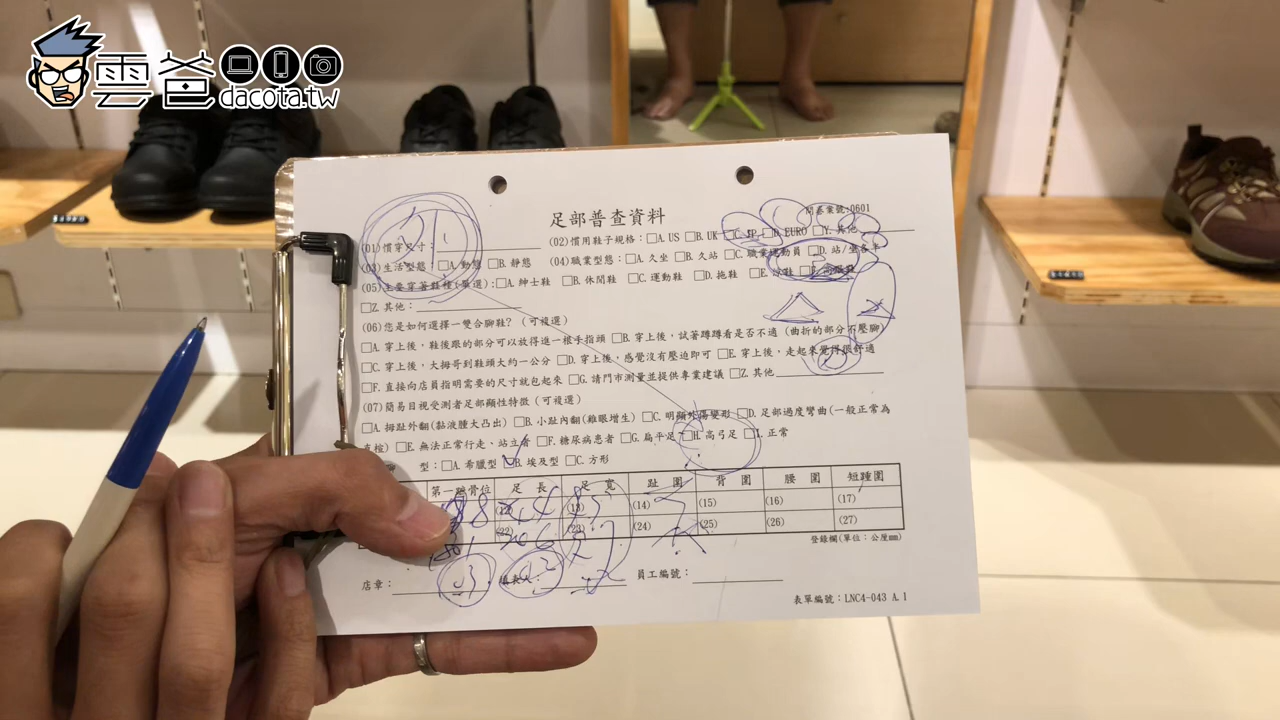 雲爸
dacota.tw
足部普查資料
開泰業號:0601
(01)慣穿尺寸:
(02)慣用鞋子規格:□A.US □B.UK □C.JP □D.EURO □Y.其他
(03)生活型態:□A.動態 □B.靜態 (04)職業型態:□A.久坐 □B.久站 □C.職業運動員 □D.站/坐各半
(05)主要穿著鞋種(單選):□A.紳士鞋 □B.休閒鞋 □C.運動鞋 □D.拖鞋
□Z.其他:
(06)您是如何選擇一雙合腳鞋?(可複選)
□A.穿上後,鞋後跟的部分可以放得進一根手指頭 □B.穿上後,試著蹲蹲看是否不適(曲折的部分不壓腳)
□C.穿上後,大拇哥到鞋頭大約一公分 □D.穿上後,感覺沒有壓迫即可 □E.穿上後,走起來覺得很舒適
□F.直接向店員指明需要的尺寸就包起來 □G.請門市測量並提供專業建議 □Z.其他
(07)簡易目視受測者足部顯性特徵(可複選)
□A.拇趾外翻(黏液腫大凸出) □B.小趾內翻(雞眼增生) □C.明顯外傷變形 □D.足部過度彎曲(一般正常為
直檢) □E.無法正常行走、站立者 □F.糖尿病患者 □G.扁平足 □H.高弓足 □I.正常
型:□A.希臘型 □B.埃及型 □C.方形
第一蹠骨位 足長 足寬 趾圍 背圍 腰圍 短踵圍
(12) (13) (14) (15) (16) (17)
(22) (23) (24) (25) (26) (27)
登錄欄(單位:公厘mm)
店章: 填表人: 員工編號:
表單編號:LNC4-043 A.1